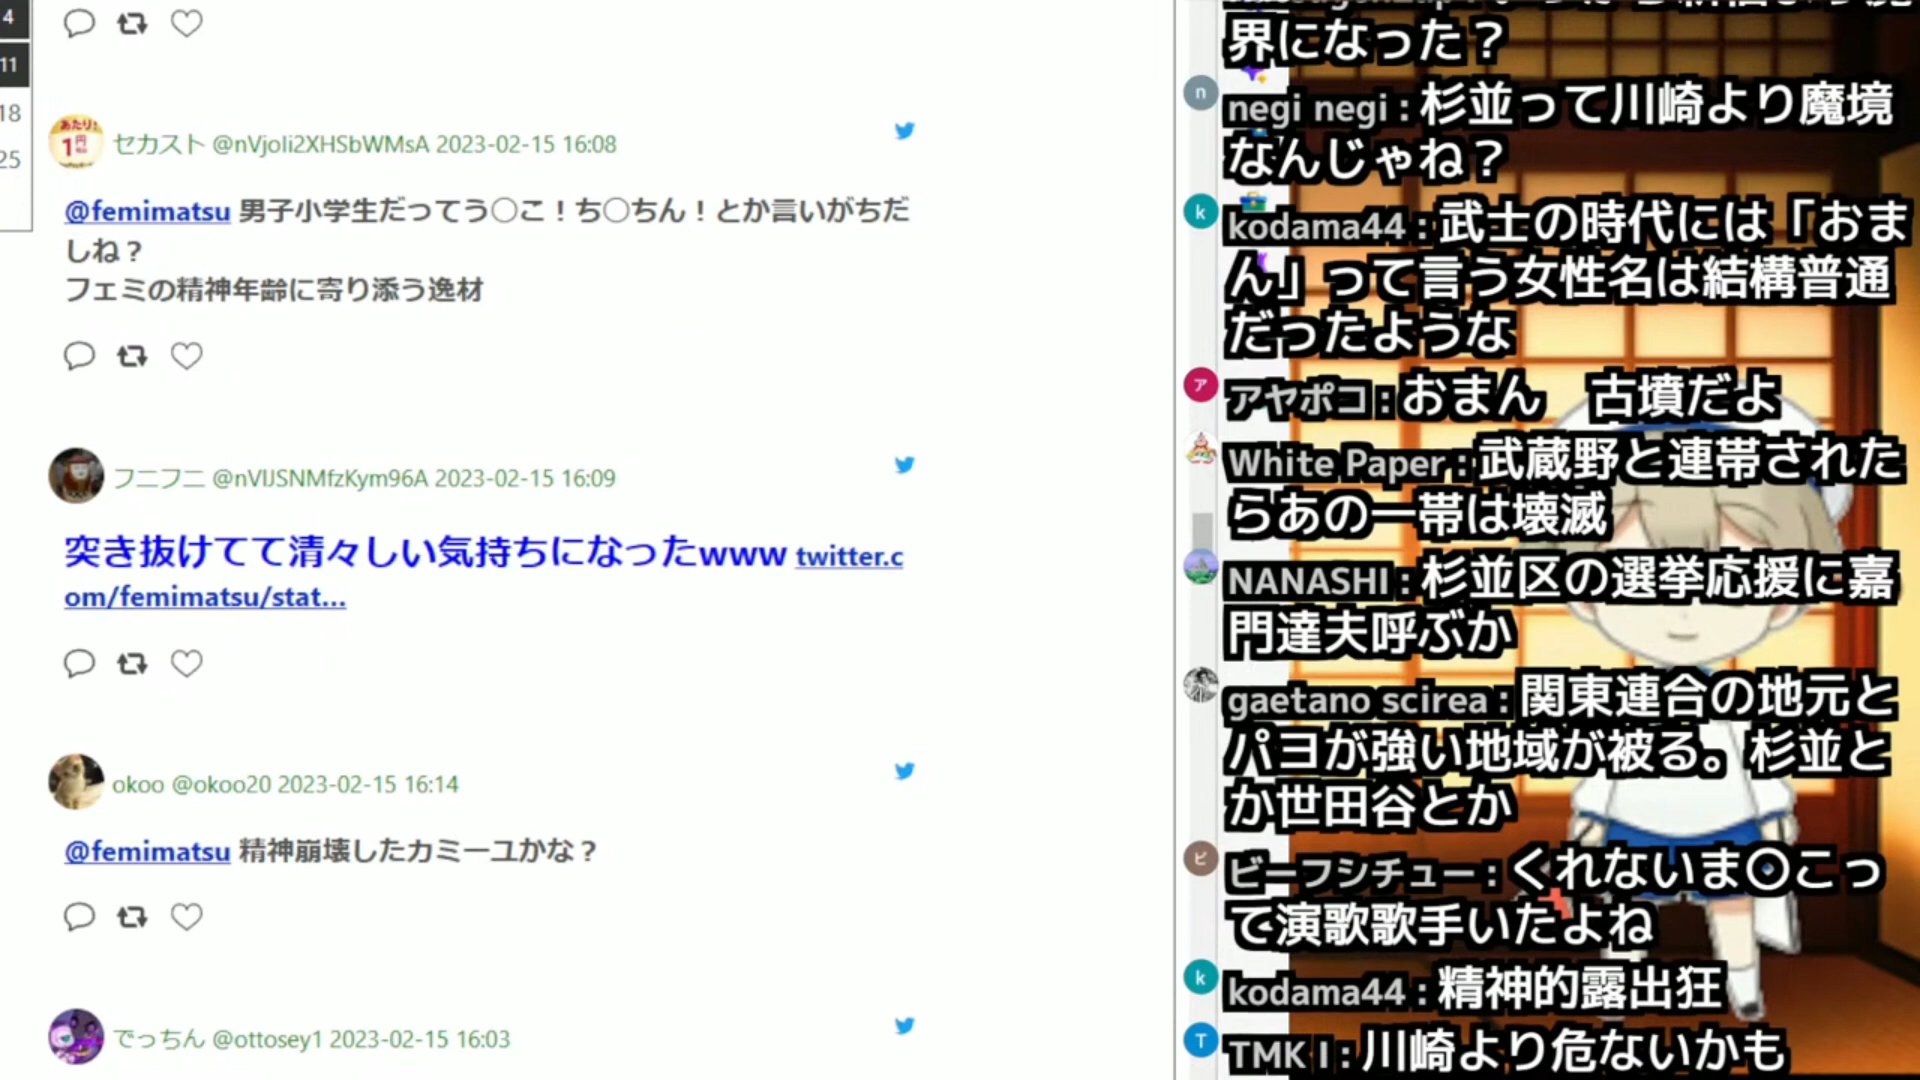 4
11
18
25
あたり!
1円
セカスト @nVjoli2XHSbWMsA 2023-02-15 16:08
@femimatsu 男子小学生だってう〇こ！ち〇ちん！とか言いがちだ
しね？
フェミの精神年齢に寄り添う逸材
フニフニ @nVlJSNMfzKym96A 2023-02-15 16:09
突き抜けてて清々しい気持ちになったwww twitter.c
om/femimatsu/stat...
okoo @okoo20 2023-02-15 16:14
@femimatsu 精神崩壊したカミーユかな？
でっちん @ottosey1 2023-02-15 16:03
界になった？
n negi negi : 杉並って川崎より魔境
なんじゃね？
k kodama44 : 武士の時代には「おま
ん」って言う女性名は結構普通
だったような
ア アヤポコ : おまん　古墳だよ
White Paper : 武蔵野と連帯された
らあの一帯は壊滅
NANASHI : 杉並区の選挙応援に嘉
門達夫呼ぶか
gaetano scirea : 関東連合の地元と
パヨが強い地域が被る。杉並と
か世田谷とか
ビ ビーフシチュー : くれないま〇こっ
て演歌歌手いたよね
k kodama44 : 精神的露出狂
T TMK I : 川崎より危ないかも